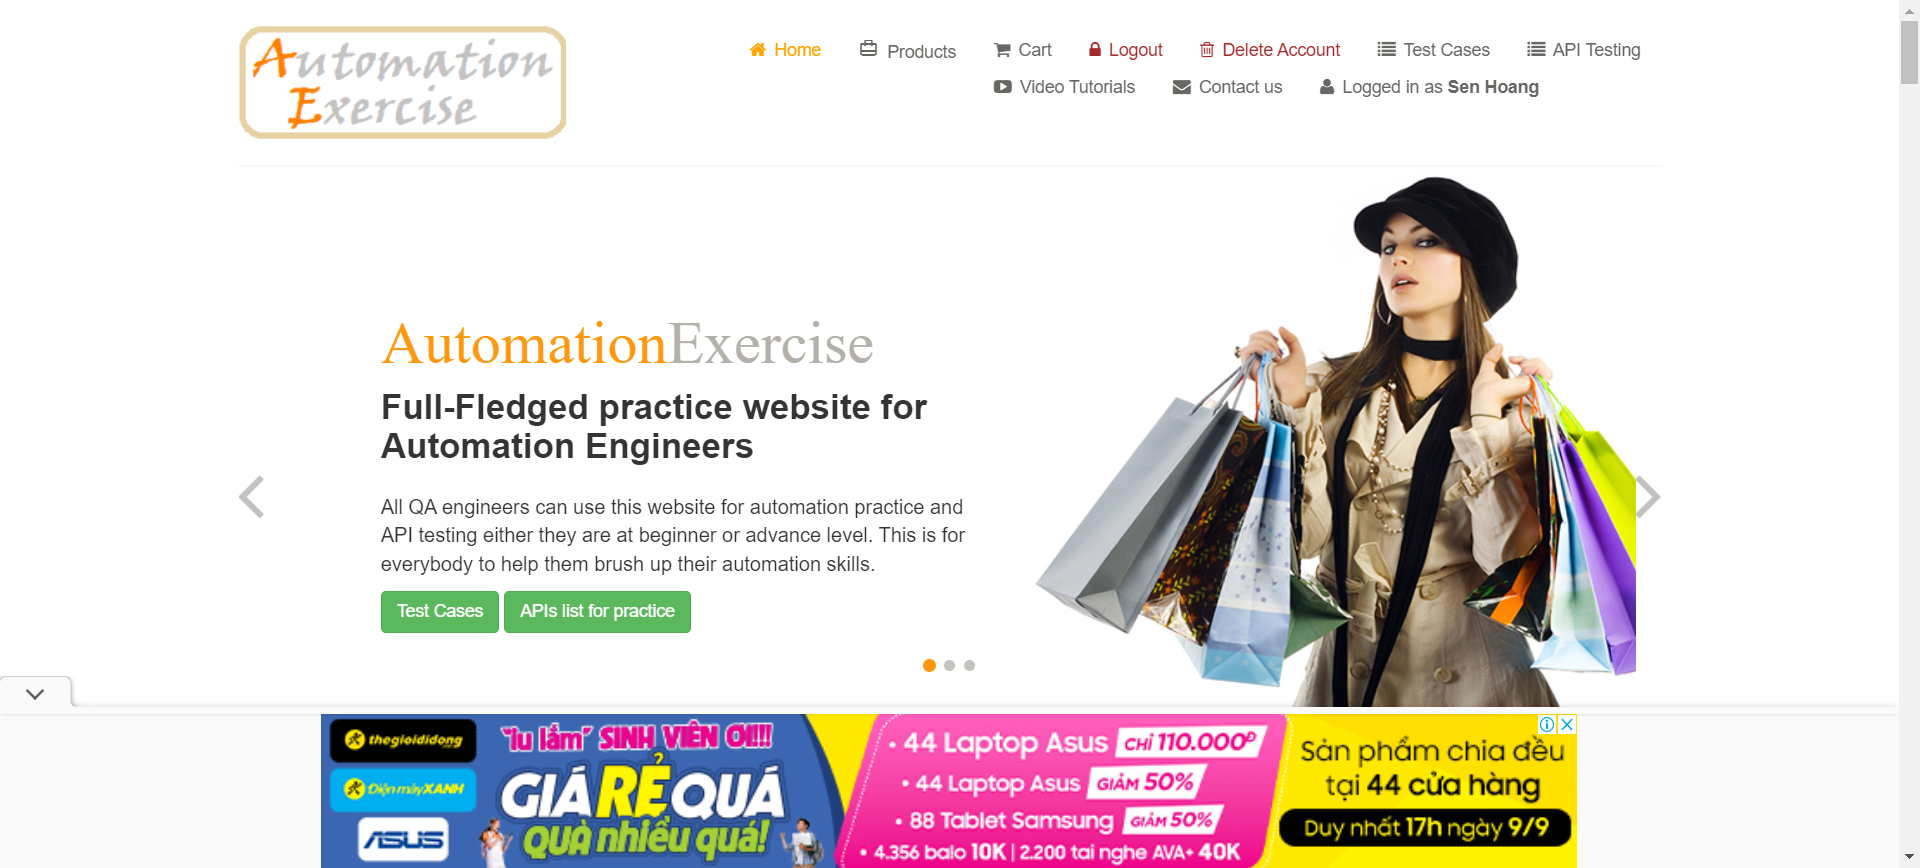 Automation
Exercise
Home
Products
Cart
Logout
Delete Account
Test Cases
API Testing
Video Tutorials
Contact us
Logged in as Sen Hoang
AutomationExercise
Full-Fledged practice website for
Automation Engineers
All QA engineers can use this website for automation practice and
API testing either they are at beginner or advance level. This is for
everybody to help them brush up their automation skills.
Test Cases
APIs list for practice
thegioididong
Điện máy XANH
ASUS
"iu lắm" SINH VIÊN ƠI!!!
GIÁ RẺ QUÁ
QUÀ nhiều quá!
• 44 Laptop Asus CHỈ 110.000Đ
• 44 Laptop Asus GIẢM 50%
• 88 Tablet Samsung GIẢM 50%
• 4.356 balo 10K | 2.200 tai nghe AVA+ 40K
Sản phẩm chia đều
tại 44 cửa hàng
Duy nhất 17h ngày 9/9